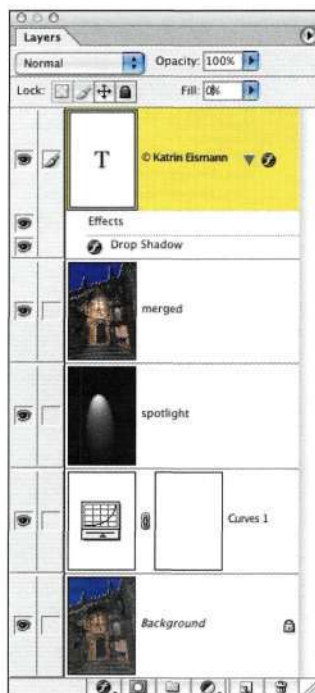 Layers
Normal Opacity: 100%
Lock: Fill: 0%
T © Katrin Eismann
Effects
Drop Shadow
merged
spotlight
Curves 1
Background